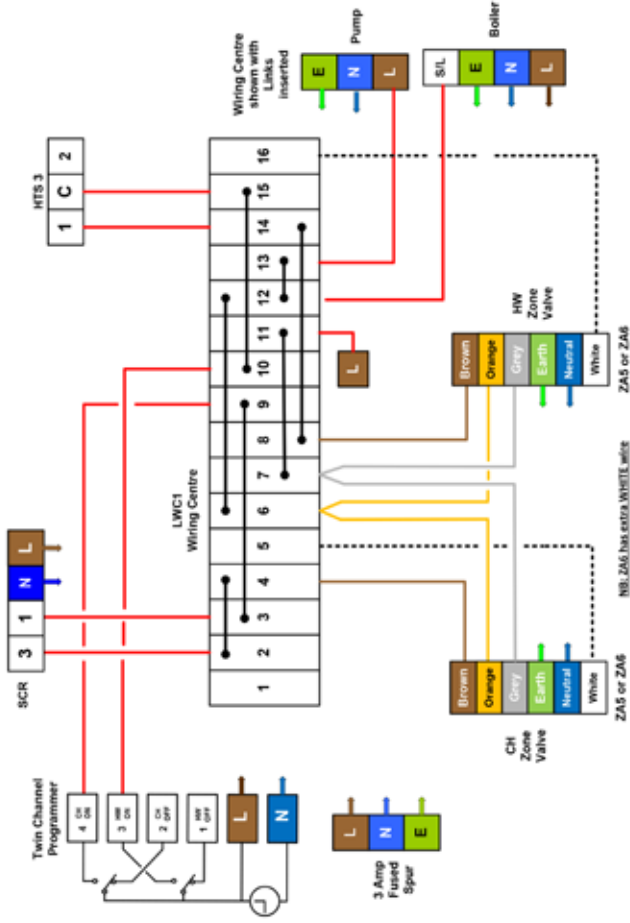 Twin Channel
Programmer
4 CH ON
3 HW ON
2 CH OFF
1 HW OFF
L
N
3 Amp
Fused
Spur
L
N
E
SCR
3
1
N
L
HTS 3
1
C
2
LWC1
Wiring Centre
1
2
3
4
5
6
7
8
9
10
11
12
13
14
15
16
L
Wiring Centre
shown with
Links
inserted
E
N
L
Pump
S/L
E
N
L
Boiler
CH
Zone
Valve
Brown
Orange
Grey
Earth
Neutral
White
ZA5 or ZA6
NB: ZA6 has extra WHITE wire
HW
Zone
Valve
Brown
Orange
Grey
Earth
Neutral
White
ZA5 or ZA6